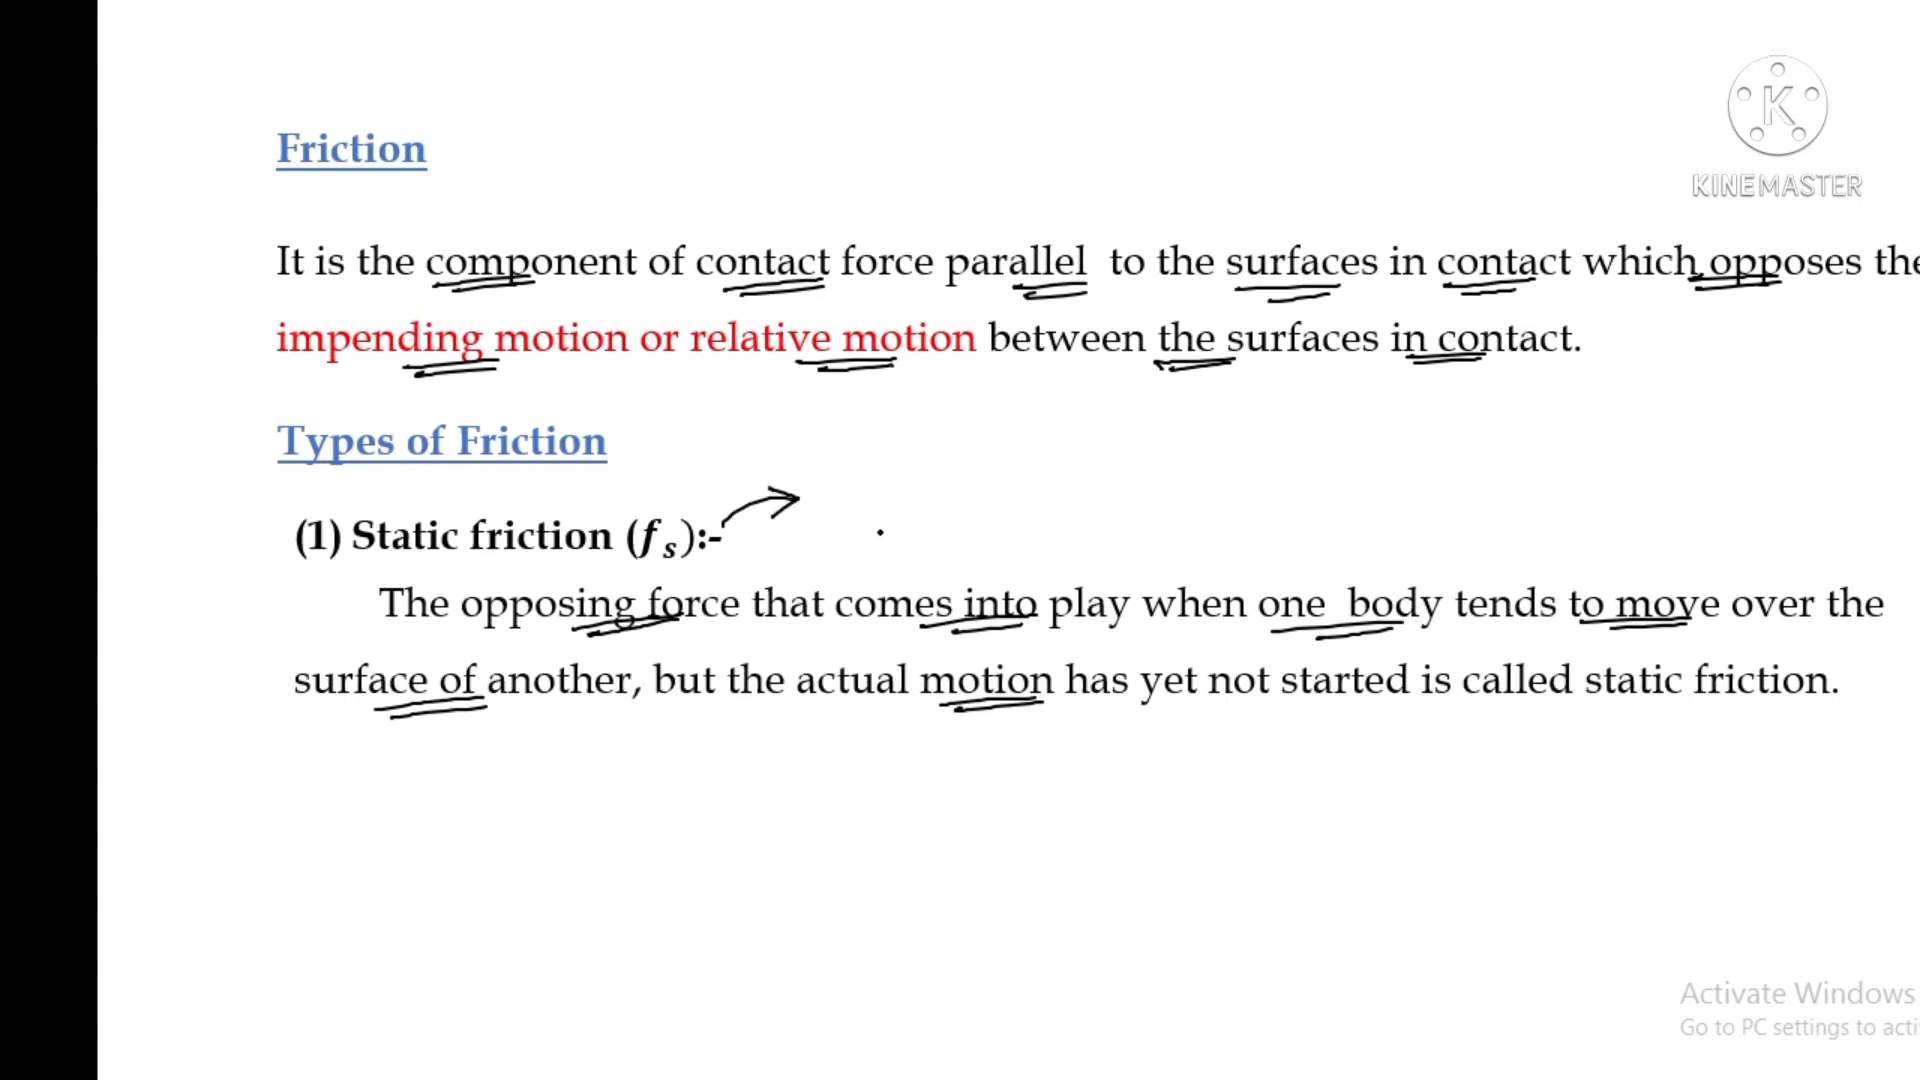 K
KINEMASTER
Friction
It is the component of contact force parallel to the surfaces in contact which opposes the
impending motion or relative motion between the surfaces in contact.
Types of Friction
(1) Static friction (fₛ):-
The opposing force that comes into play when one body tends to move over the
surface of another, but the actual motion has yet not started is called static friction.
Activate Windows
Go to PC settings to acti